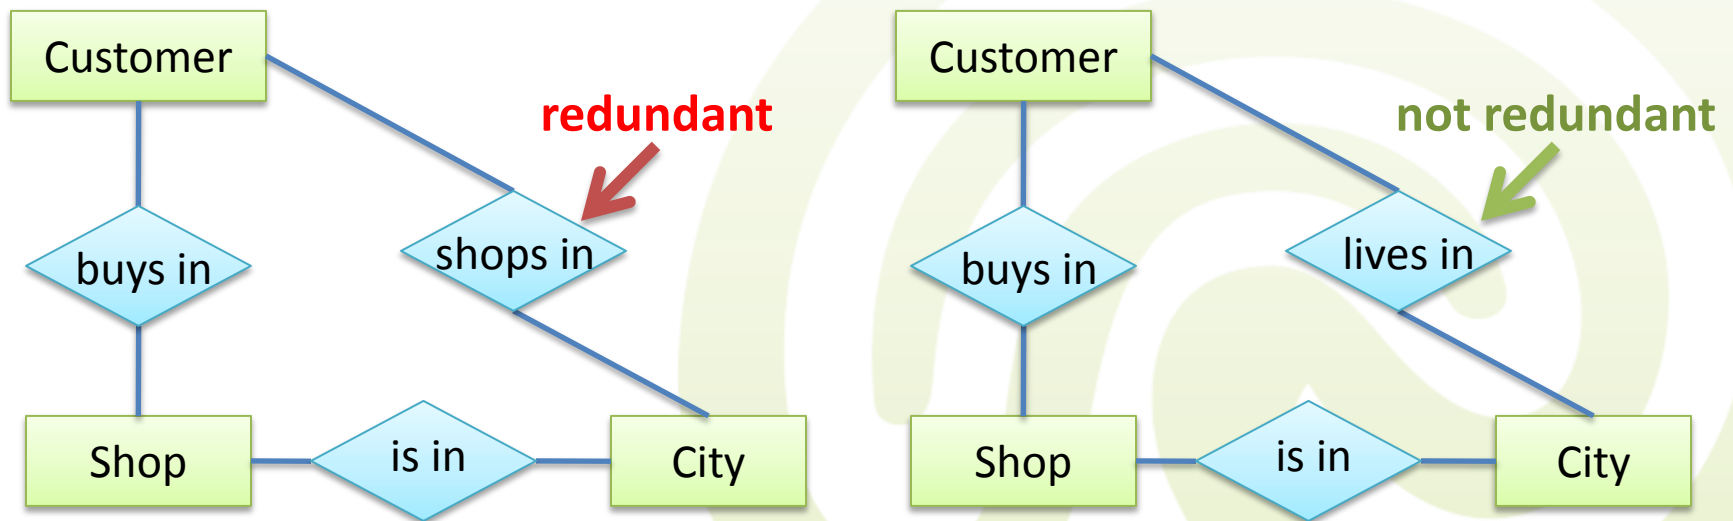 Customer
redundant
shops in
buys in
Shop
is in
City
Customer
not redundant
lives in
buys in
Shop
is in
City